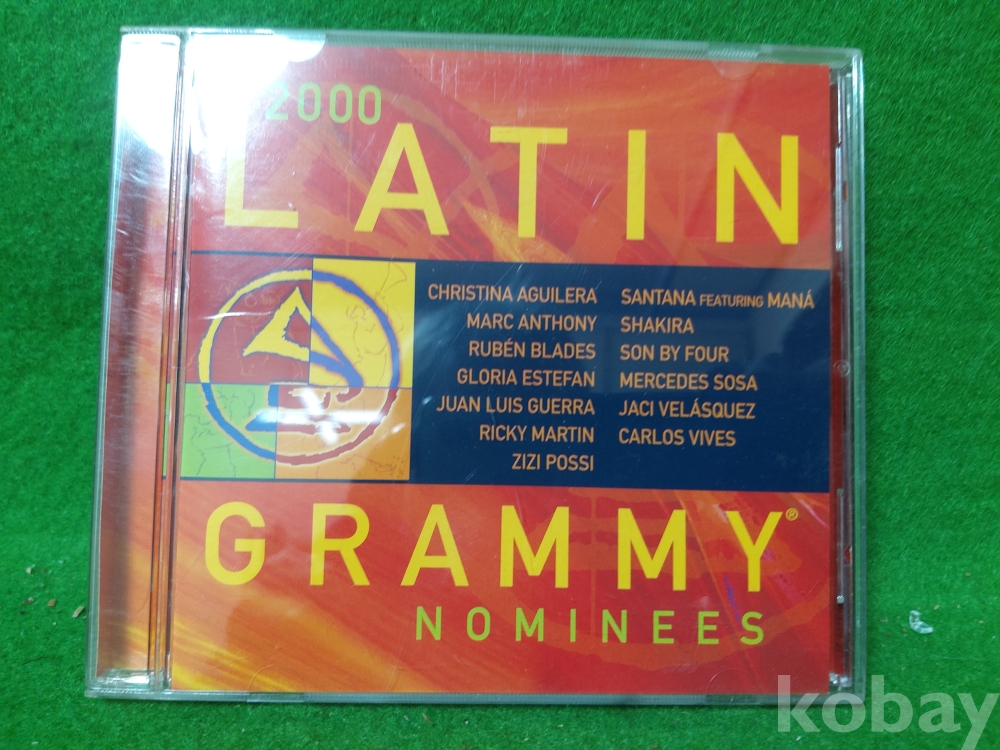 2000
LATIN
CHRISTINA AGUILERA
MARC ANTHONY
RUBÉN BLADES
GLORIA ESTEFAN
JUAN LUIS GUERRA
RICKY MARTIN
ZIZI POSSI
SANTANA FEATURING MANÁ
SHAKIRA
SON BY FOUR
MERCEDES SOSA
JACI VELÁSQUEZ
CARLOS VIVES
GRAMMY®
NOMINEES
kobay